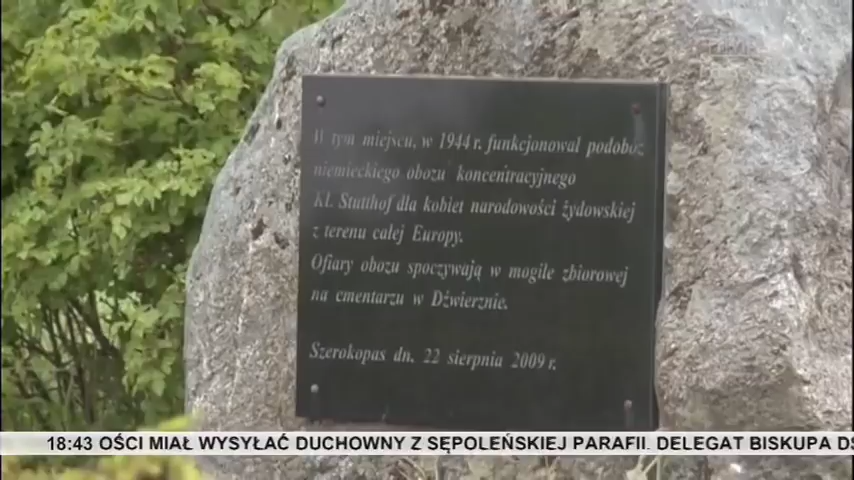 W tym miejscu, w 1944 r. funkcjonował podobóz
niemieckiego obozu koncentracyjnego
KL Stutthof dla kobiet narodowości żydowskiej
z terenu całej Europy.
Ofiary obozu spoczywają w mogile zbiorowej
na cmentarzu w Dźwierznie.
Szerokopas dn. 22 sierpnia 2009 r.
18:43 OŚCI MIAŁ WYSYŁAĆ DUCHOWNY Z SĘPOLEŃSKIEJ PARAFII. DELEGAT BISKUPA DS